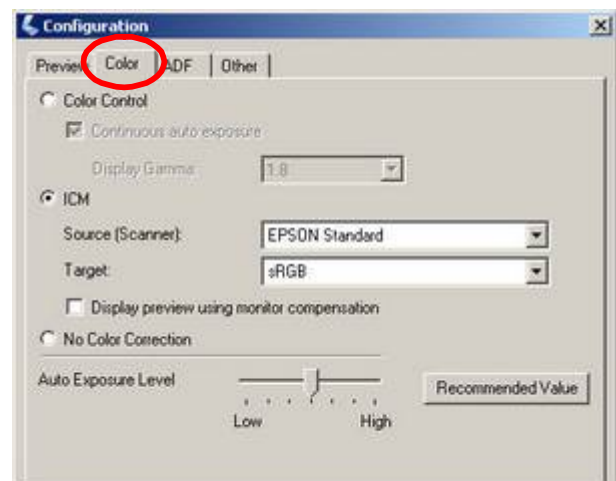 Configuration
Preview Color ADF Other
Color Control
Continuous auto exposure
Display Gamma: 1.8
ICM
Source (Scanner): EPSON Standard
Target: sRGB
Display preview using monitor compensation
No Color Correction
Auto Exposure Level
Recommended Value
Low High